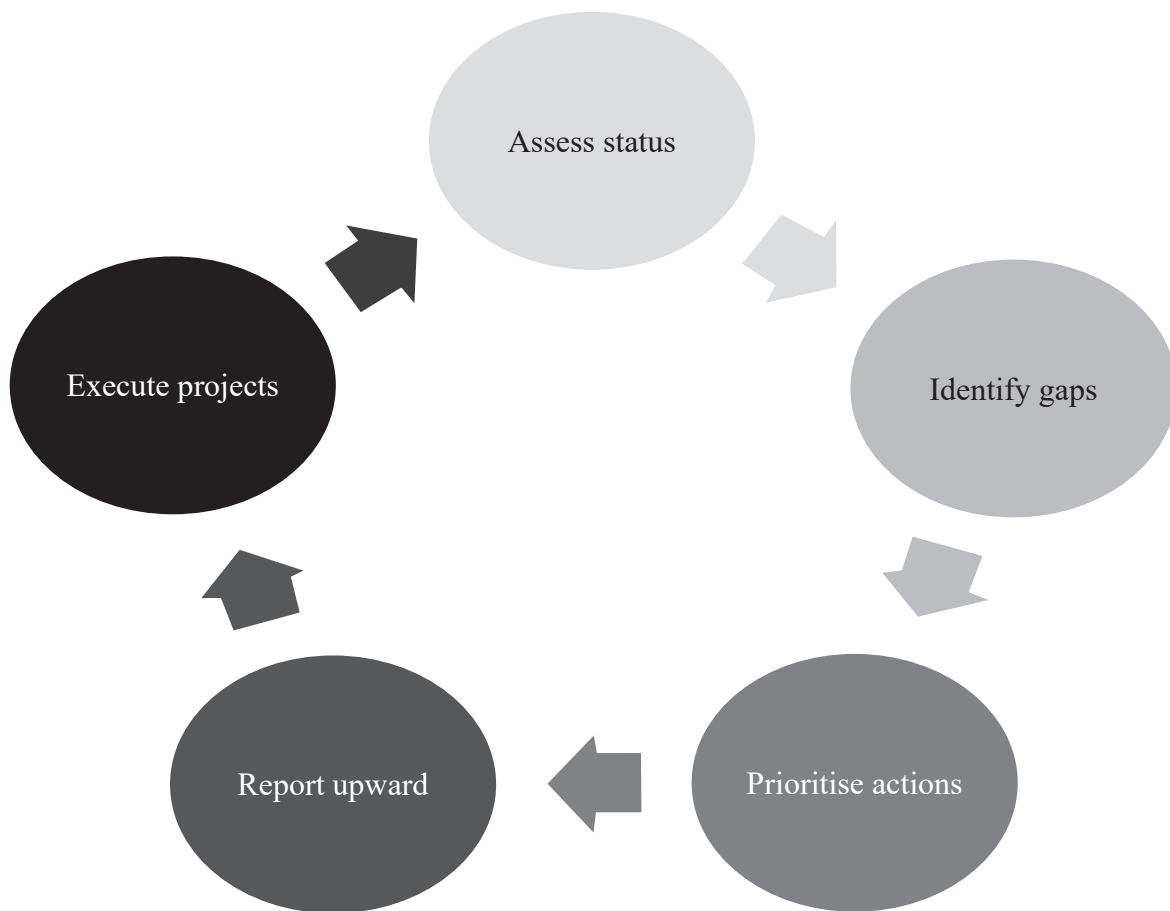 Assess status
Identify gaps
Prioritise actions
Report upward
Execute projects